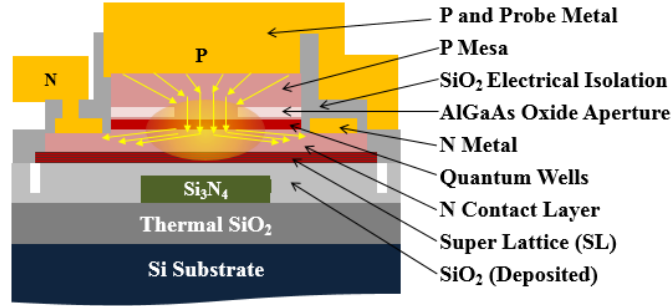 P and Probe Metal
P
P Mesa
N
SiO₂ Electrical Isolation
AlGaAs Oxide Aperture
N Metal
Quantum Wells
Si₃N₄
N Contact Layer
Thermal SiO₂
Super Lattice (SL)
Si Substrate
SiO₂ (Deposited)